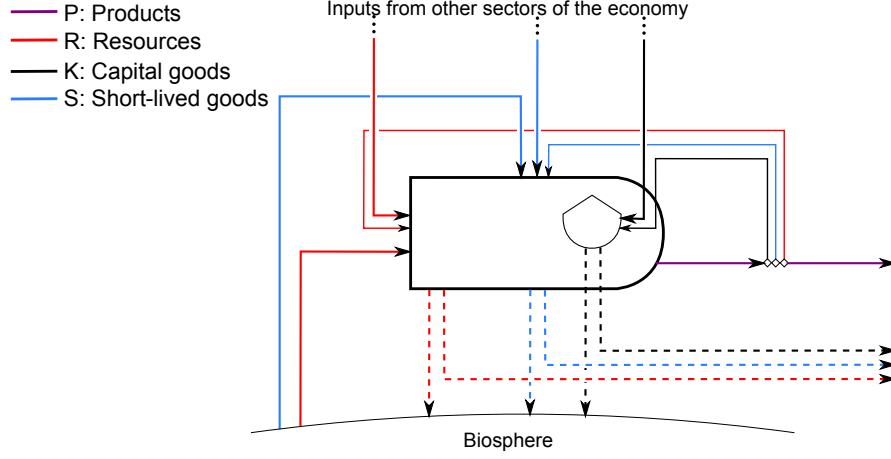 Inputs from other sectors of the economy
P: Products
R: Resources
K: Capital goods
S: Short-lived goods
Biosphere